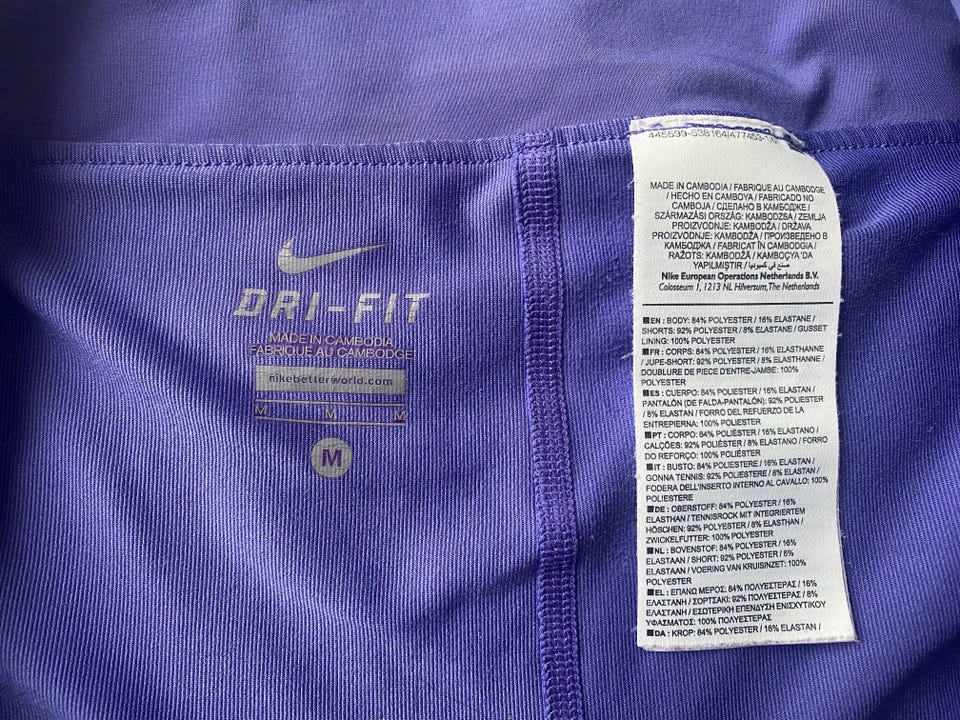 DRI-FIT
MADE IN CAMBODIA
FABRIQUE AU CAMBODGE
nikebetterworld.com
M M M
M
MADE IN CAMBODIA / FABRIQUE AU CAMBODGE
/ HECHO EN CAMBOYA / FABRICADO NO
CAMBOJA / СДЕЛАНО В КАМБОДЖЕ /
SZÁRMAZÁSI ORSZÁG: KAMBODZSA / ZEMLJA
PROIZVODNJE: KAMBODŽA / DRŽAVA
PROIZVODNJE: KAMBODŽA / ПРОИЗВЕДЕНО В
КАМБОДЖА / FABRICAT ÎN CAMBODGIA /
RAŽOTS: KAMBODŽĀ / KAMBOÇYA'DA
YAPILMIŞTIR / صنع في كمبوديا
Nike European Operations Netherlands B.V.
Colosseum 1, 1213 NL Hilversum, The Netherlands
EN : BODY: 84% POLYESTER / 16% ELASTANE /
SHORTS: 92% POLYESTER / 8% ELASTANE / GUSSET
LINING: 100% POLYESTER
FR : CORPS: 84% POLYESTER / 16% ELASTHANNE
/ JUPE-SHORT: 92% POLYESTER / 8% ELASTHANNE /
DOUBLURE DE PIECE D'ENTRE-JAMBE: 100%
POLYESTER
ES : CUERPO: 84% POLIÉSTER / 16% ELASTAN /
PANTALÓN (DE FALDA-PANTALÓN): 92% POLIÉSTER
/ 8% ELASTAN / FORRO DEL REFUERZO DE LA
ENTREPIERNA: 100% POLIÉSTER
PT : CORPO: 84% POLIÉSTER / 16% ELASTANO /
CALÇÕES: 92% POLIÉSTER / 8% ELASTANO / FORRO
DO REFORÇO: 100% POLIÉSTER
IT : BUSTO: 84% POLIESTERE / 16% ELASTAN /
GONNA TENNIS: 92% POLIESTERE / 8% ELASTAN /
FODERA DELL'INSERTO INTERNO AL CAVALLO: 100%
POLIESTERE
DE : OBERSTOFF: 84% POLYESTER / 16%
ELASTHAN / TENNISROCK MIT INTEGRIERTEM
HÖSCHEN: 92% POLYESTER / 8% ELASTHAN /
ZWICKELFUTTER: 100% POLYESTER
NL : BOVENSTOF: 84% POLYESTER / 16%
ELASTAAN / SHORT: 92% POLYESTER / 8%
ELASTAAN / VOERING VAN KRUISINZET: 100%
POLYESTER
EL : ΕΠΑΝΩ ΜΕΡΟΣ: 84% ΠΟΛΥΕΣΤΕΡΑΣ / 16%
ΕΛΑΣΤΑΝΗ / ΣΟΡΤΣΑΚΙ: 92% ΠΟΛΥΕΣΤΕΡΑΣ / 8%
ΕΛΑΣΤΑΝΗ / ΕΣΩΤΕΡΙΚΗ ΕΠΕΝΔΥΣΗ ΕΝΙΣΧΥΤΙΚΟΥ
ΥΦΑΣΜΑΤΟΣ: 100% ΠΟΛΥΕΣΤΕΡΑΣ
DA : KROP: 84% POLYESTER / 16% ELASTAN /